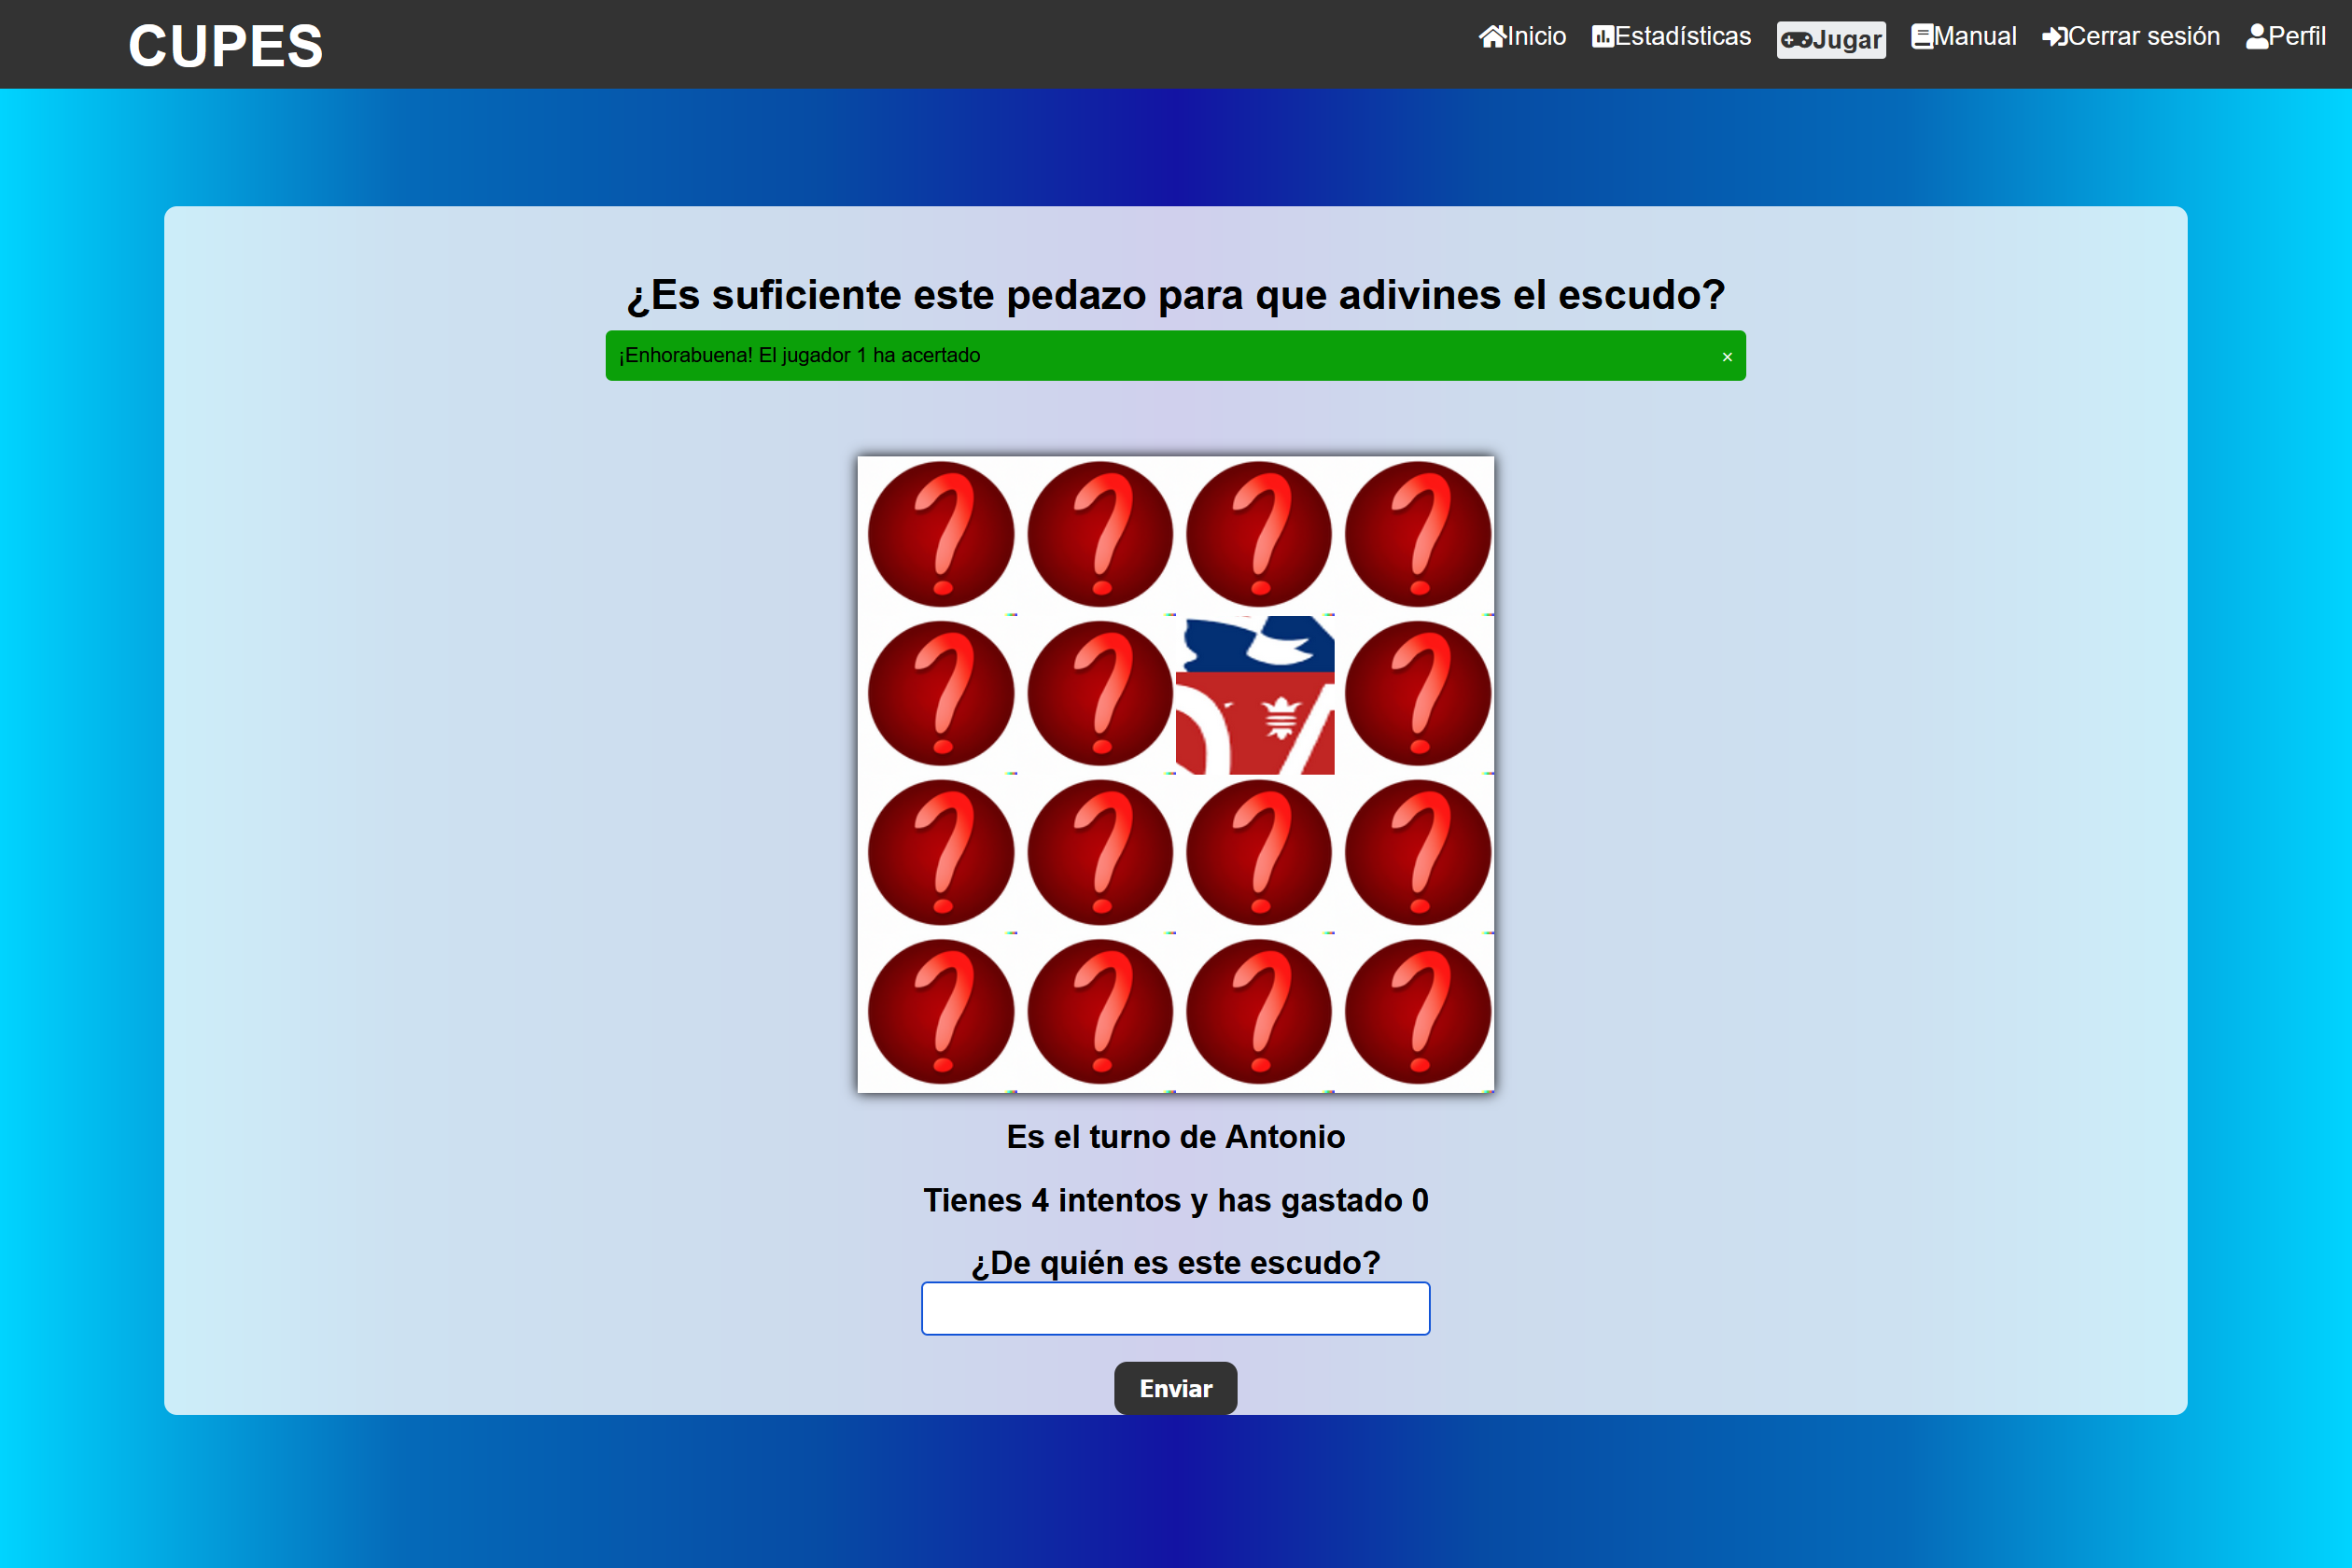 CUPES
Inicio Estadísticas Jugar Manual Cerrar sesión Perfil
¿Es suficiente este pedazo para que adivines el escudo?
¡Enhorabuena! El jugador 1 ha acertado ×
? ? ? ?
? ? ?
? ? ? ?
? ? ? ?
Es el turno de Antonio
Tienes 4 intentos y has gastado 0
¿De quién es este escudo?
Enviar